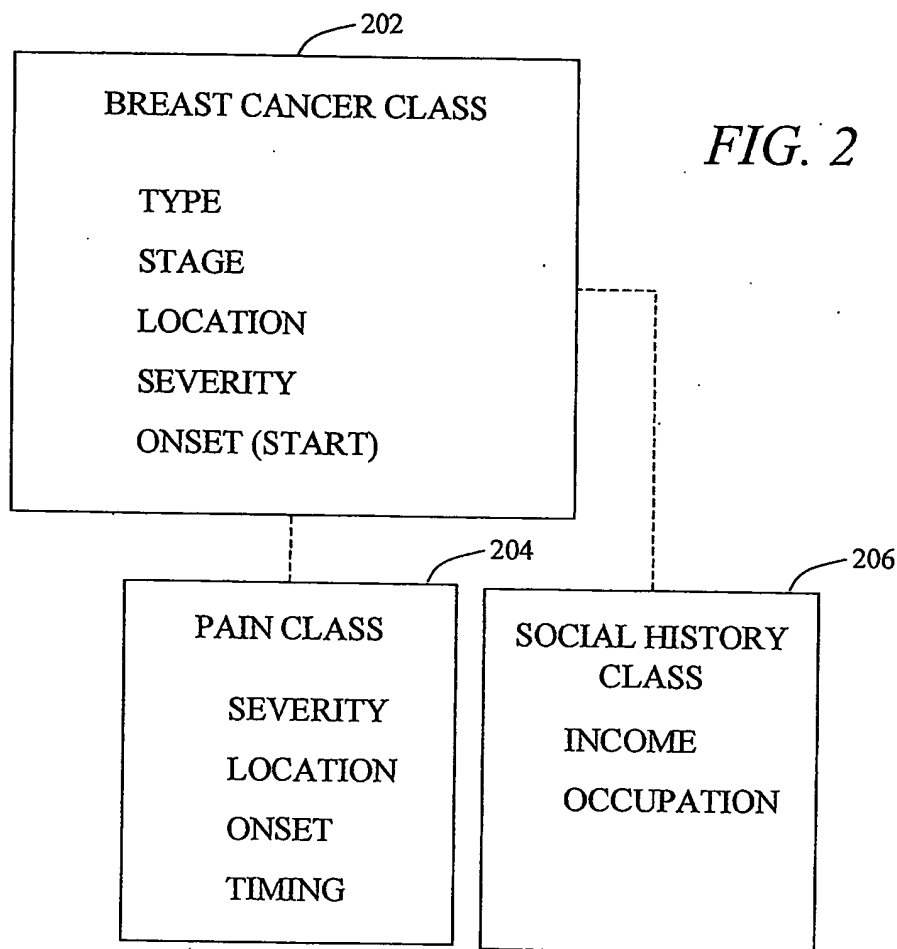 202
BREAST CANCER CLASS
FIG. 2
TYPE
STAGE
LOCATION
SEVERITY
ONSET (START)
204
206
PAIN CLASS
SEVERITY
LOCATION
ONSET
TIMING
SOCIAL HISTORY
CLASS
INCOME
OCCUPATION